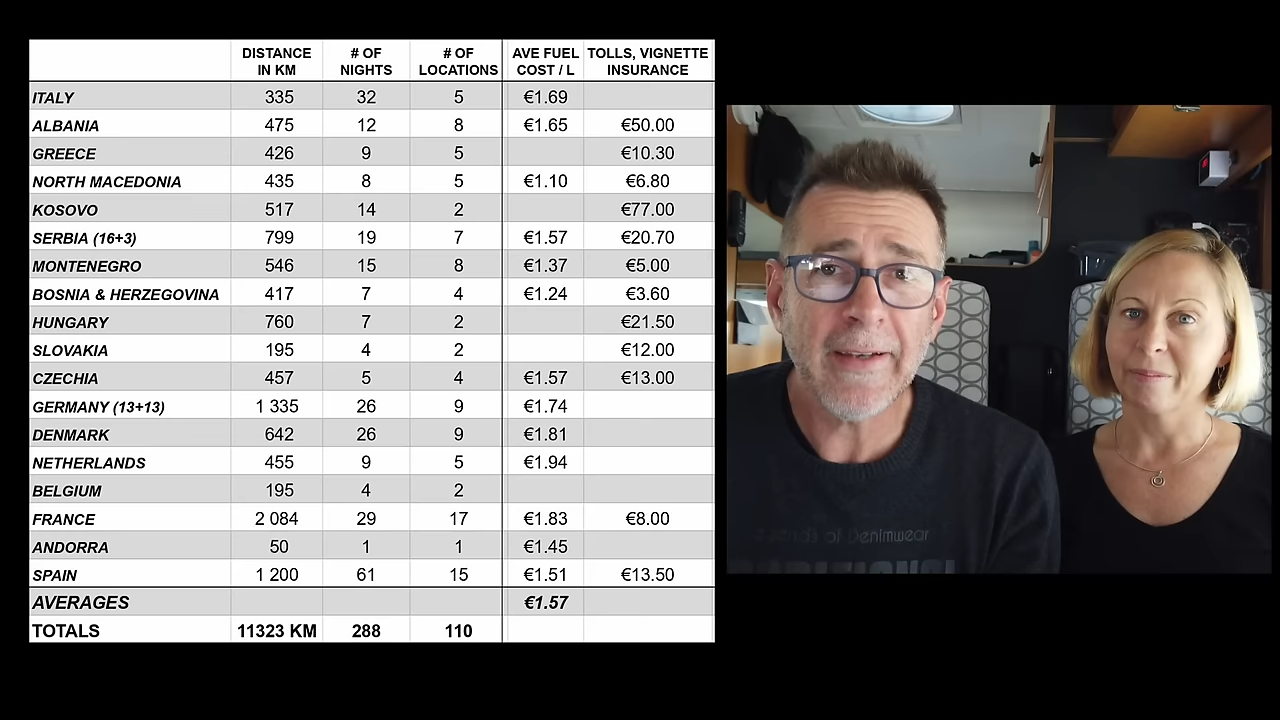 DISTANCE IN KM # OF NIGHTS # OF LOCATIONS AVE FUEL COST / L TOLLS, VIGNETTE INSURANCE
ITALY 335 32 5 €1.69
ALBANIA 475 12 8 €1.65 €50.00
GREECE 426 9 5 €10.30
NORTH MACEDONIA 435 8 5 €1.10 €6.80
KOSOVO 517 14 2 €77.00
SERBIA (16+3) 799 19 7 €1.57 €20.70
MONTENEGRO 546 15 8 €1.37 €5.00
BOSNIA & HERZEGOVINA 417 7 4 €1.24 €3.60
HUNGARY 760 7 2 €21.50
SLOVAKIA 195 4 2 €12.00
CZECHIA 457 5 4 €1.57 €13.00
GERMANY (13+13) 1 335 26 9 €1.74
DENMARK 642 26 9 €1.81
NETHERLANDS 455 9 5 €1.94
BELGIUM 195 4 2
FRANCE 2 084 29 17 €1.83 €8.00
ANDORRA 50 1 1 €1.45
SPAIN 1 200 61 15 €1.51 €13.50
AVERAGES €1.57
TOTALS 11323 KM 288 110